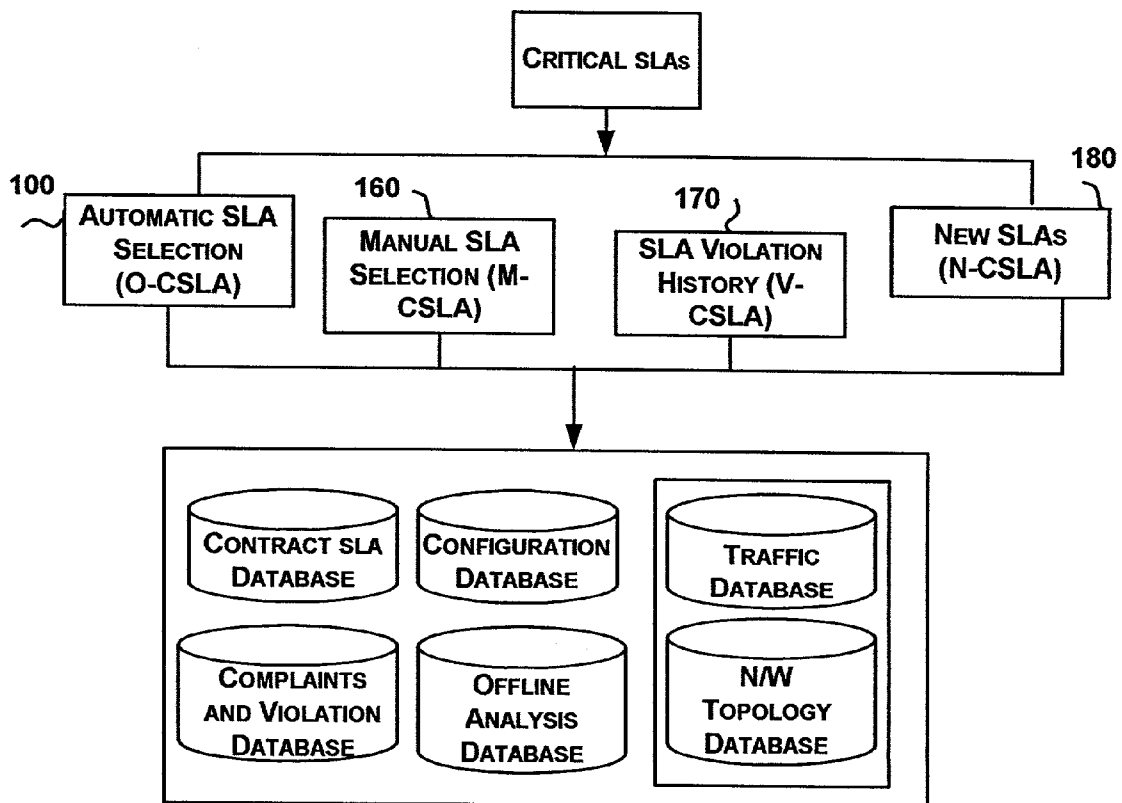 CRITICAL SLAs
100
AUTOMATIC SLA
SELECTION
(O-CSLA)
160
MANUAL SLA
SELECTION (M-
CSLA)
170
SLA VIOLATION
HISTORY (V-
CSLA)
180
NEW SLAs
(N-CSLA)
CONTRACT SLA
DATABASE
CONFIGURATION
DATABASE
TRAFFIC
DATABASE
COMPLAINTS
AND VIOLATION
DATABASE
OFFLINE
ANALYSIS
DATABASE
N/W
TOPOLOGY
DATABASE